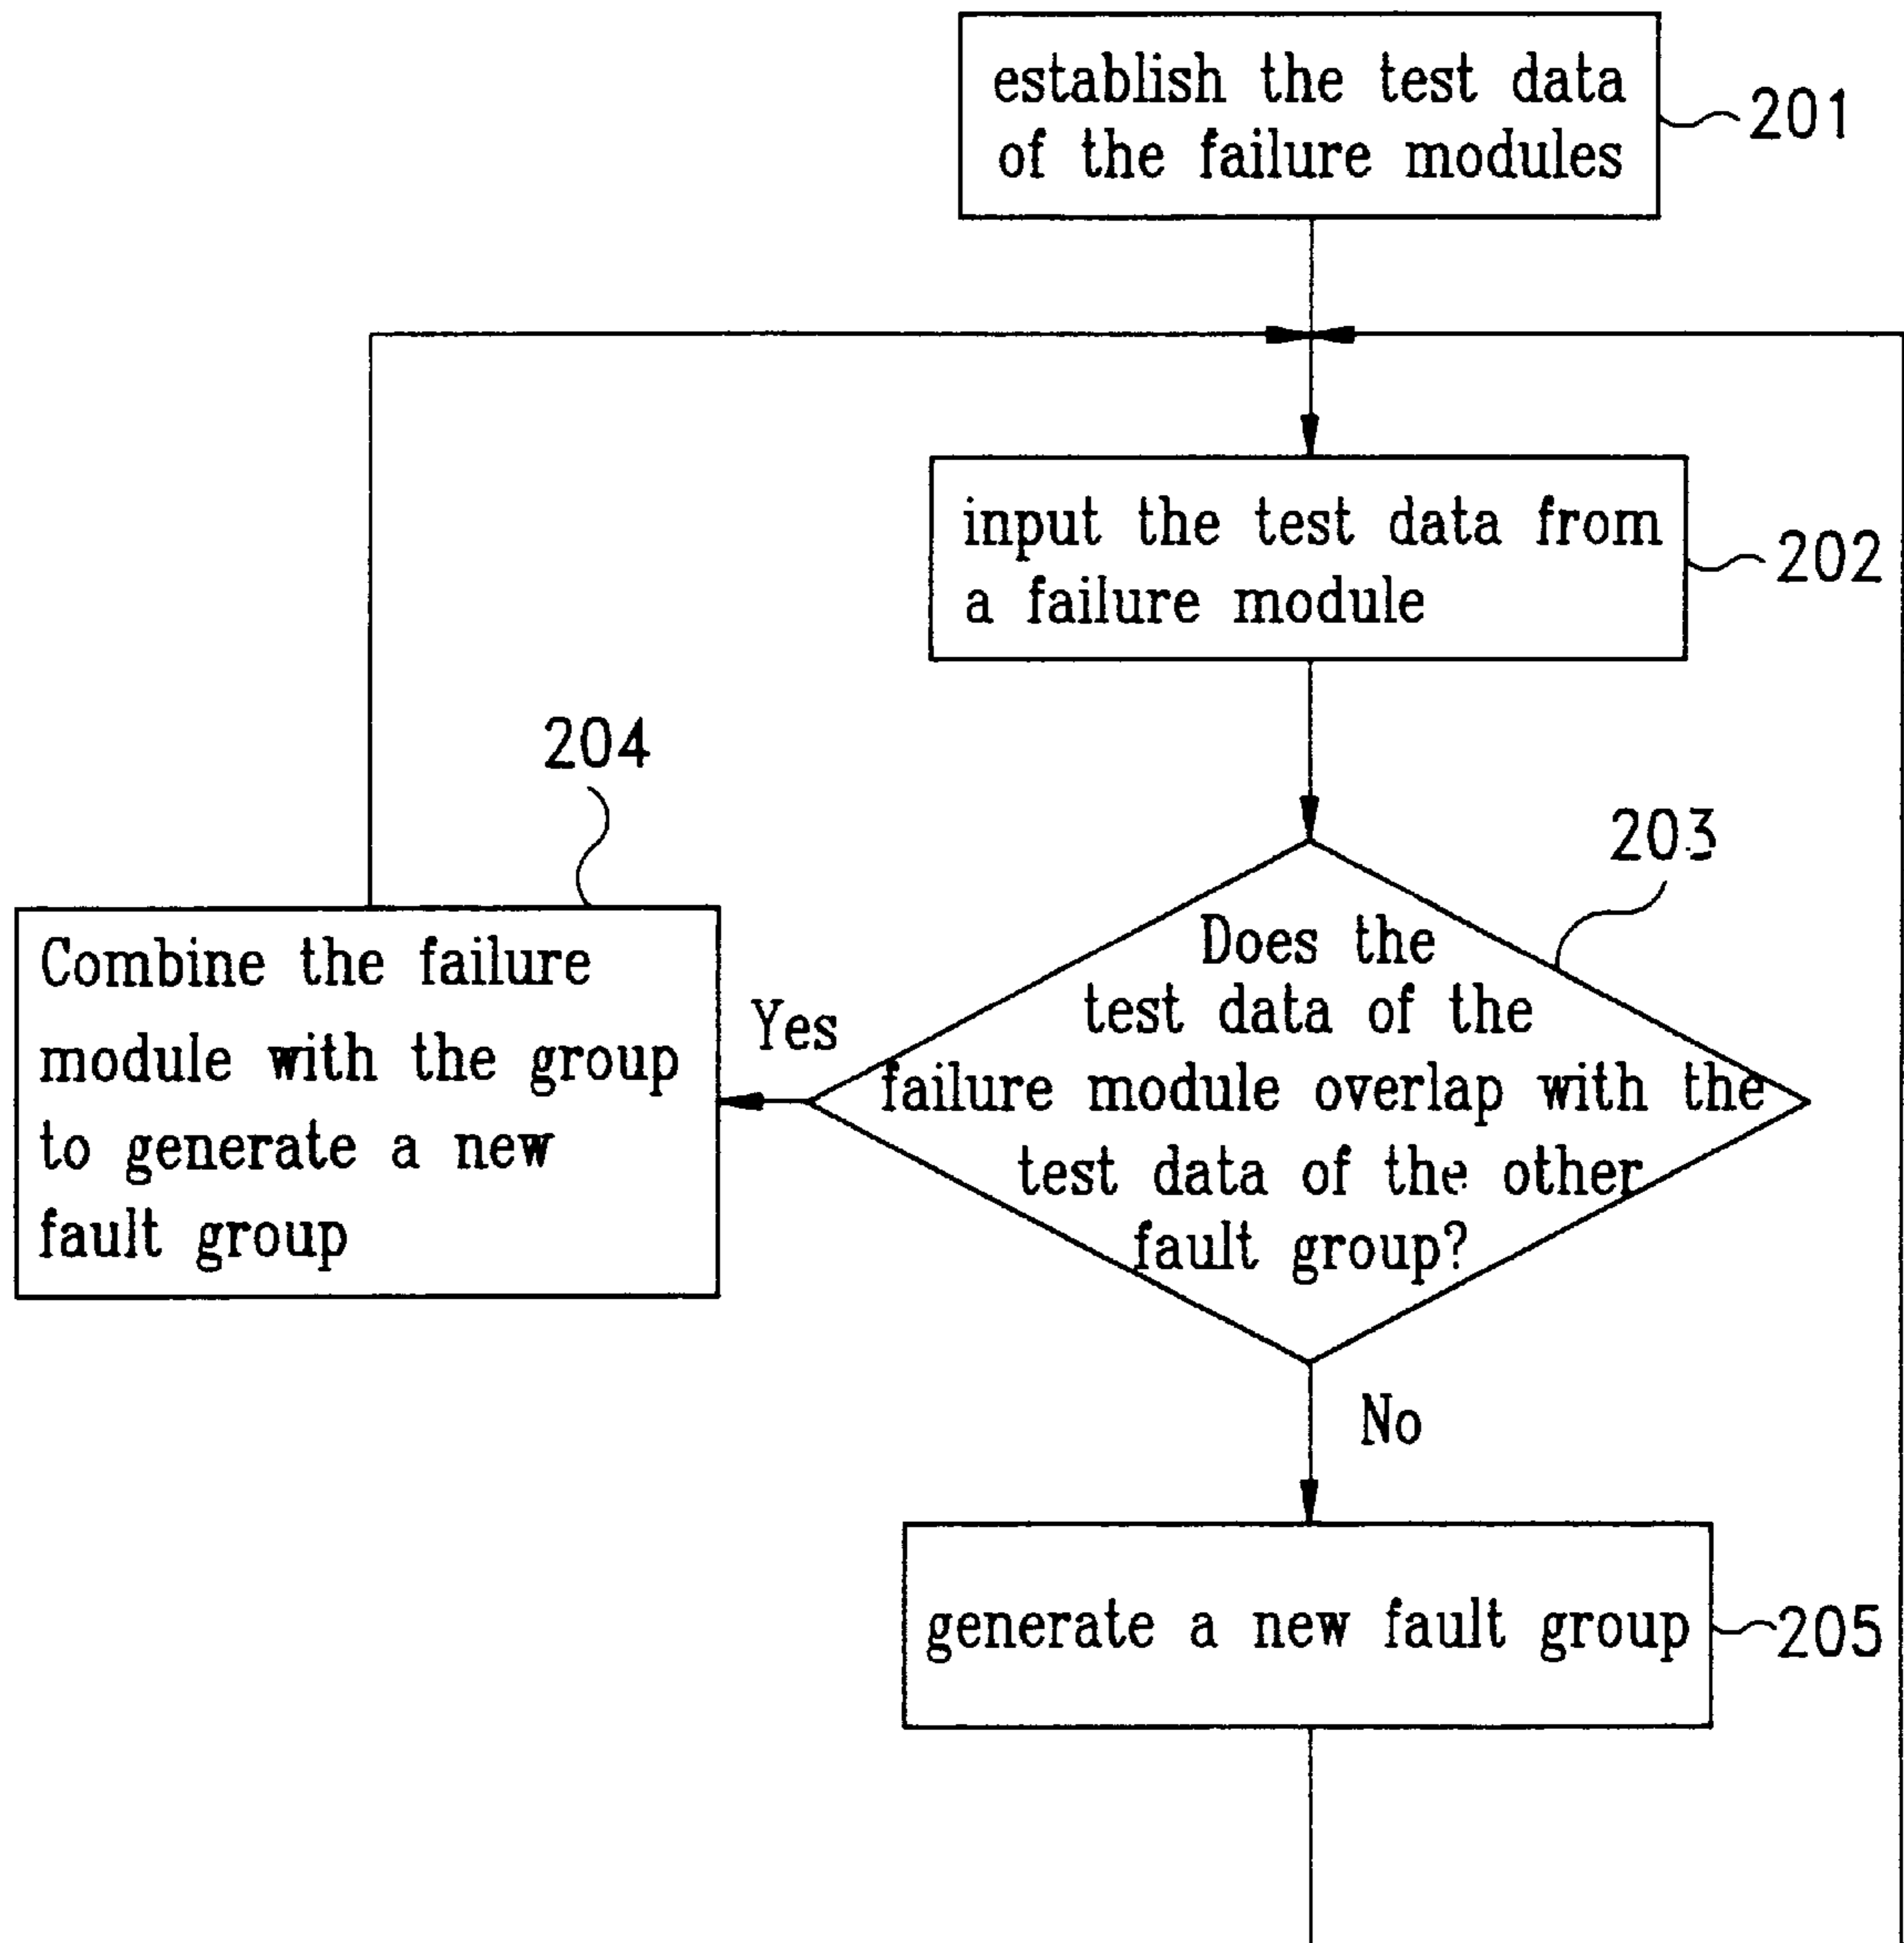 establish the test data
of the failure modules
201
input the test data from
a failure module
202
204
203
Combine the failure
module with the group
to generate a new
fault group
Yes
Does the
test data of the
failure module overlap with the
test data of the other
fault group?
No
generate a new fault group
205